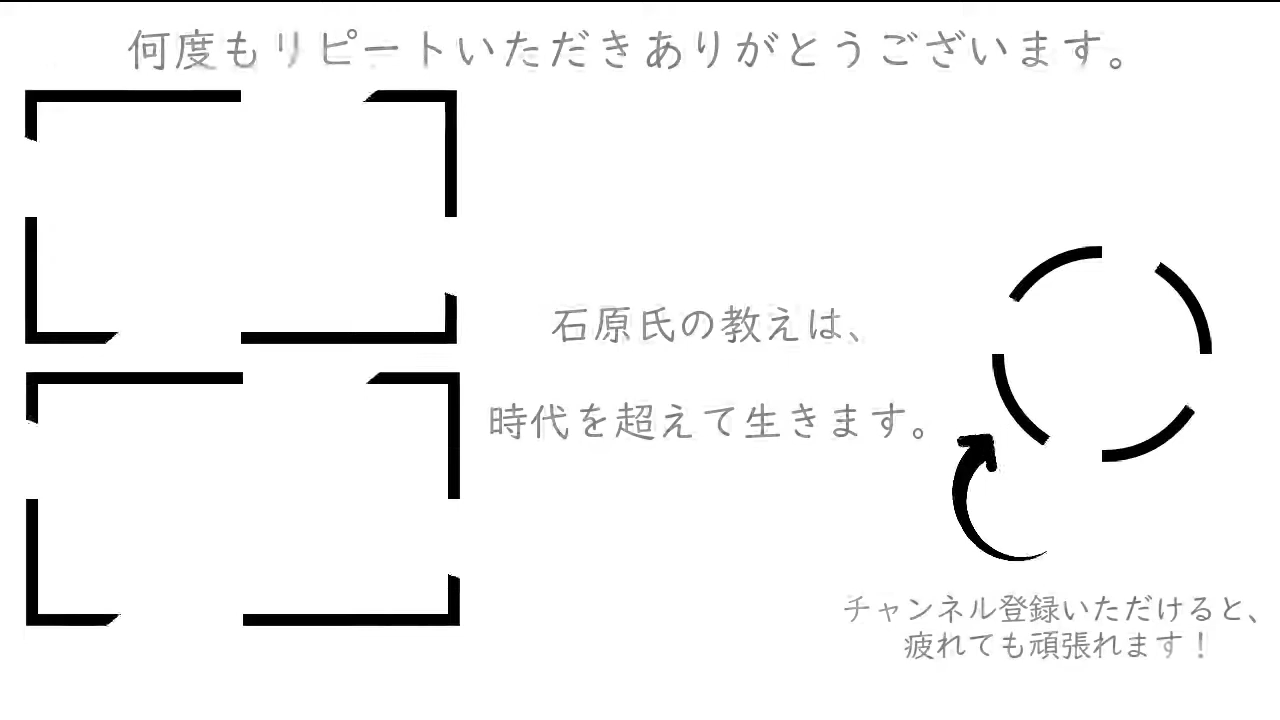 何度もリピートいただきありがとうございます。
石原氏の教えは、
時代を超えて生きます。
チャンネル登録いただけると、
疲れても頑張れます！